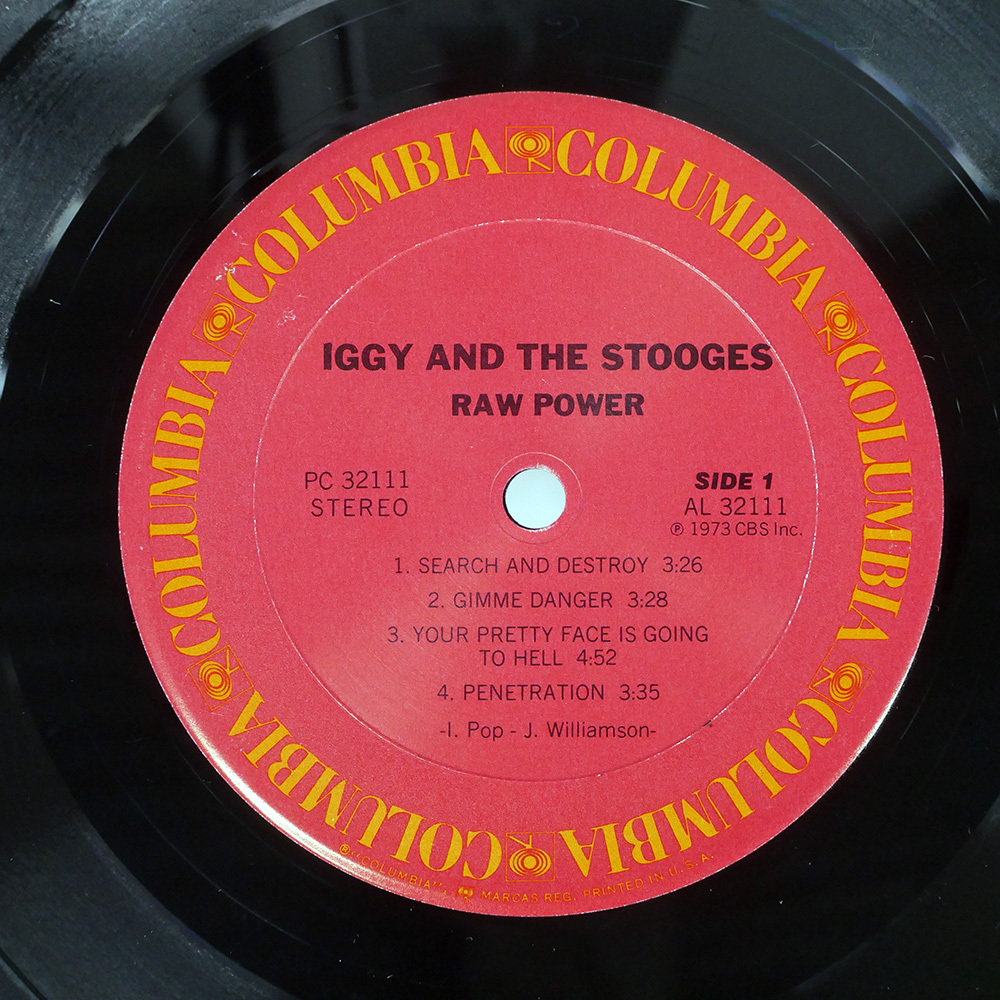 COLUMBIA COLUMBIA COLUMBIA COLUMBIA COLUMBIA COLUMBIA
IGGY AND THE STOOGES
RAW POWER
PC 32111
STEREO
SIDE 1
AL 32111
℗ 1973 CBS Inc.
1. SEARCH AND DESTROY 3:26
2. GIMME DANGER 3:28
3. YOUR PRETTY FACE IS GOING
TO HELL 4:52
4. PENETRATION 3:35
-I. Pop - J. Williamson-
® "COLUMBIA", MARCAS REG. PRINTED IN U.S.A.